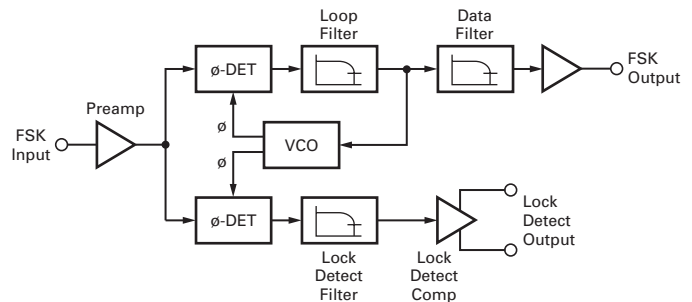 Loop
Filter
Data
Filter
ø-DET
FSK
Output
Preamp
ø
FSK
Input
VCO
ø
ø-DET
Lock
Detect
Output
Lock
Detect
Filter
Lock
Detect
Comp